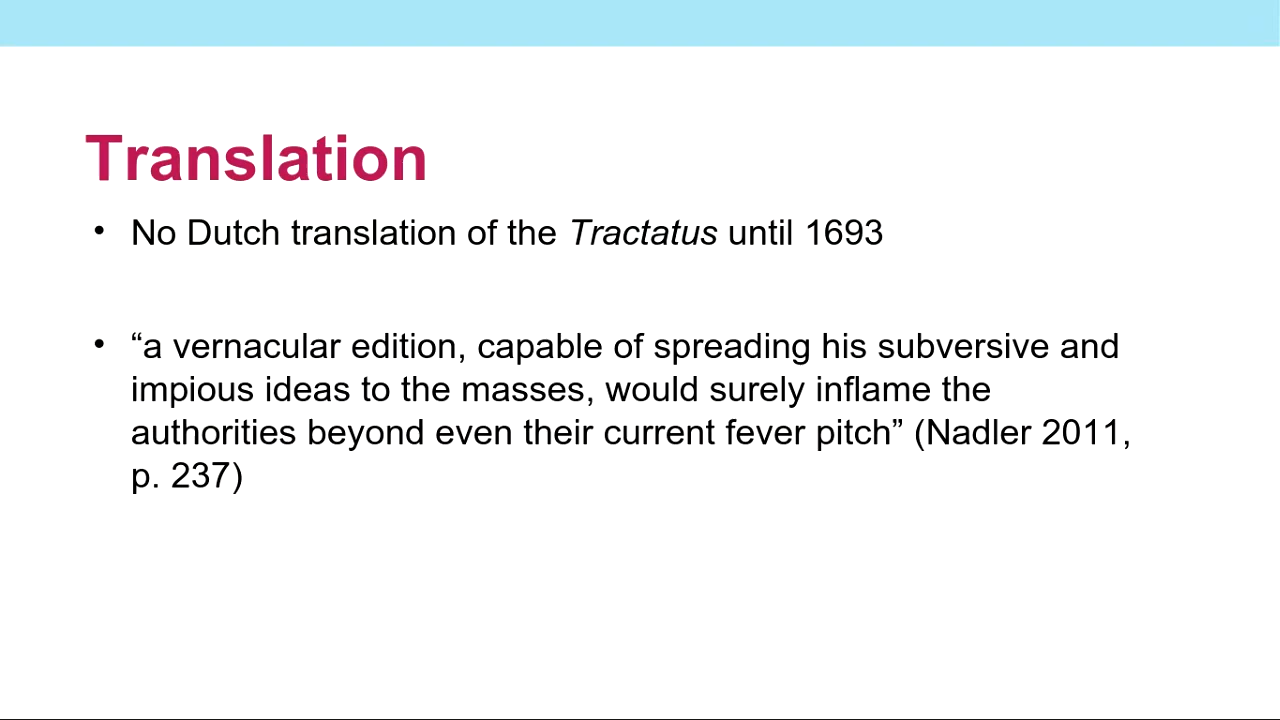 Translation
• No Dutch translation of the Tractatus until 1693
• “a vernacular edition, capable of spreading his subversive and
impious ideas to the masses, would surely inflame the
authorities beyond even their current fever pitch” (Nadler 2011,
p. 237)